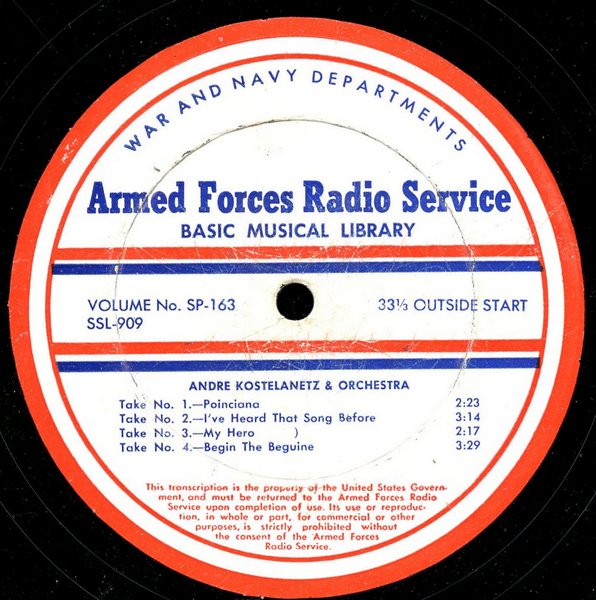 WAR AND NAVY DEPARTMENTS
Armed Forces Radio Service
BASIC MUSICAL LIBRARY
VOLUME No. SP-163 33⅓ OUTSIDE START
SSL-909
ANDRE KOSTELANETZ & ORCHESTRA
Take No. 1.—Poinciana 2:23
Take No. 2.—I've Heard That Song Before 3:14
Take No. 3.—My Hero ) 2:17
Take No. 4.—Begin The Beguine 3:29
This transcription is the property of the United States Govern-
ment, and must be returned to the Armed Forces Radio
Service upon completion of use. Its use or reproduc-
tion, in whole or part, for commercial or other
purposes, is strictly prohibited without
the consent of the Armed Forces
Radio Service.